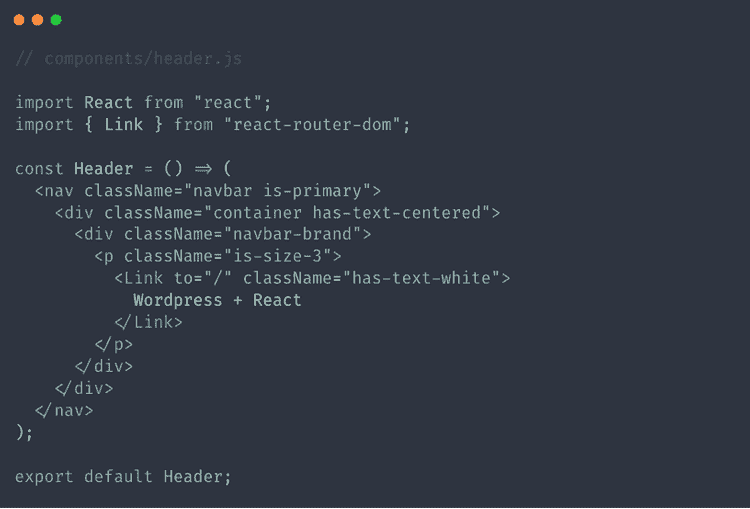 // components/header.js

import React from "react";
import { Link } from "react-router-dom";

const Header = () => (
  <nav className="navbar is-primary">
    <div className="container has-text-centered">
      <div className="navbar-brand">
        <p className="is-size-3">
          <Link to="/" className="has-text-white">
            Wordpress + React
          </Link>
        </p>
      </div>
    </div>
  </nav>
);

export default Header;